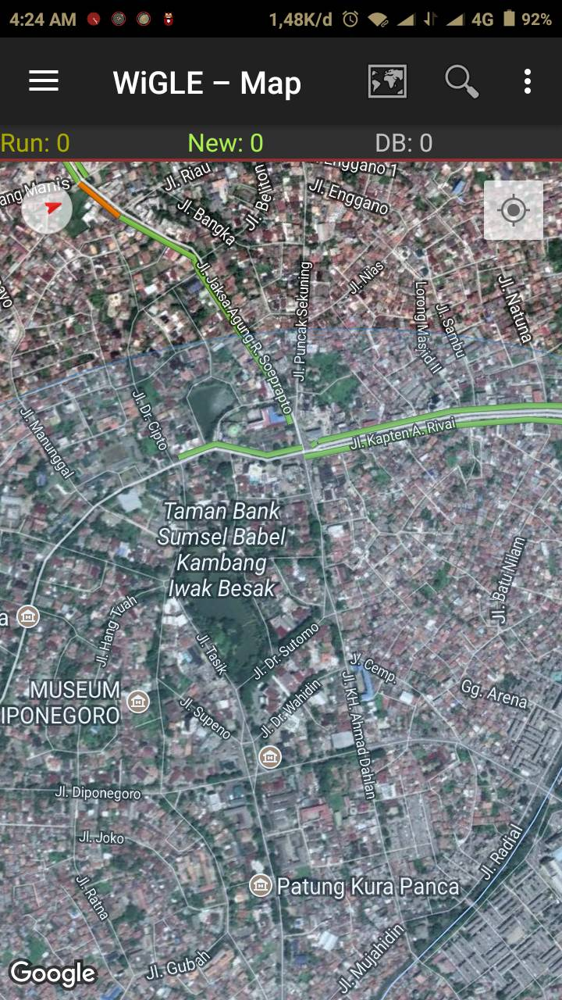 4:24 AM
1,48K/d
4G
92%
WiGLE – Map
Run: 0
New: 0
DB: 0
Enggano 1
Jl. Riau
ang Manis
Jl. Enggano
Jl. Bangka
Jl. Nias
Jl. Puncak Sekuning
Jl. Natuna
Jl. Jaksa Agung R. Soeprapto
Lorong Masjid II
Jl. Sambu
Jl. Dr. Cipto
Jl. Manunggal
Jl. Kapten A. Rivai
Taman Bank
Sumsel Babel
Kambang
Iwak Besak
Jl. Batu Nilam
a
Jl. Hang Tuah
Jl. Tasik
Jl. Dr. Sutomo
Jl. Cemp.
MUSEUM
IPONEGORO
Gg. Arena
Jl. Supeno
Jl. Dr. Wahidin
Jl. KH. Ahmad Dahlan
Jl. Diponegoro
Jl. Joko
Jl. Radial
Jl. Ratna
Patung Kura Panca
Jl. Mujahidin
Jl. Gubah
Google